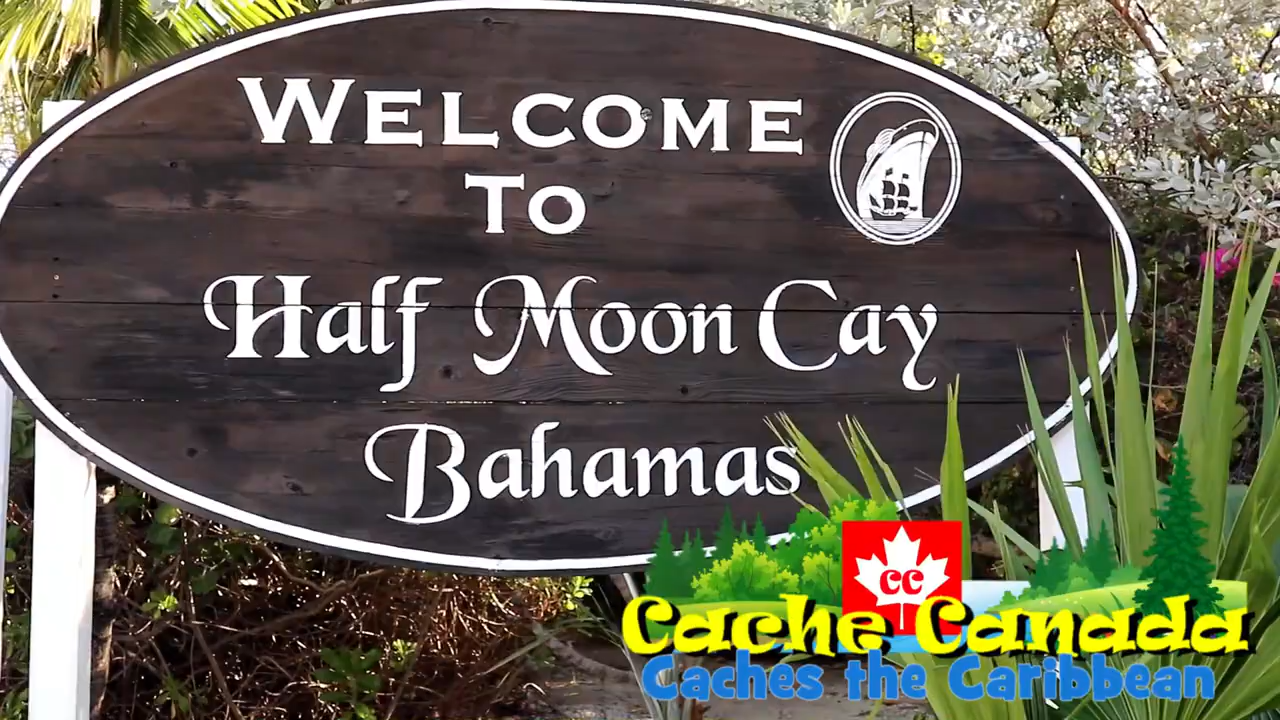 WELCOME
TO
Half Moon Cay
Bahamas
CC
Cache Canada
Caches the Caribbean